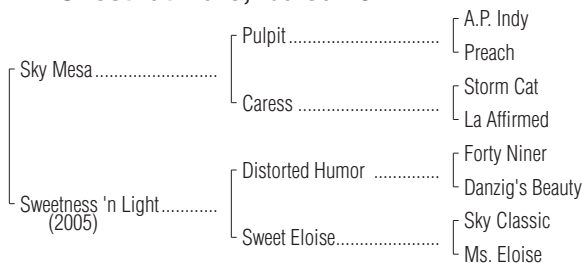 A.P. Indy
Pulpit
Preach
Sky Mesa
Storm Cat
Caress
La Affirmed
Forty Niner
Distorted Humor
Danzig's Beauty
Sweetness 'n Light
(2005)
Sky Classic
Sweet Eloise
Ms. Eloise